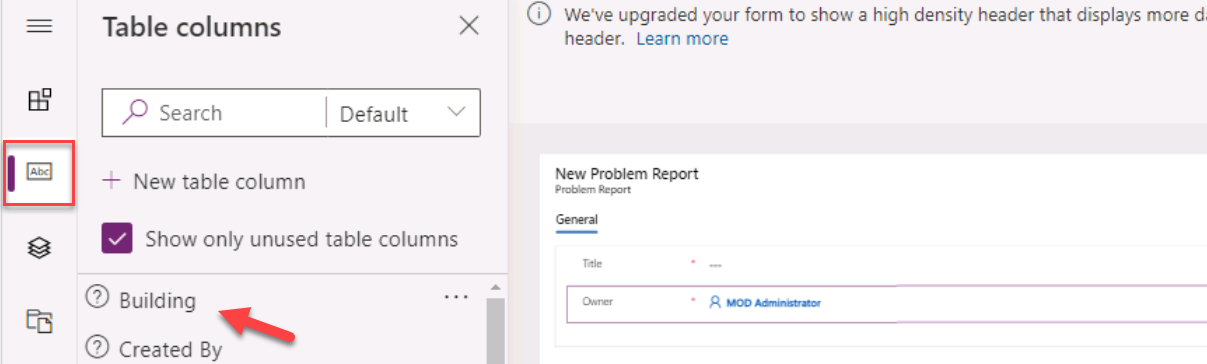 Table columns
Search
Default
New table column
Show only unused table columns
Building
Created By
Abc
We've upgraded your form to show a high density header that displays more
header. Learn more
New Problem Report
Problem Report
General
Title * ---
Owner * MOD Administrator